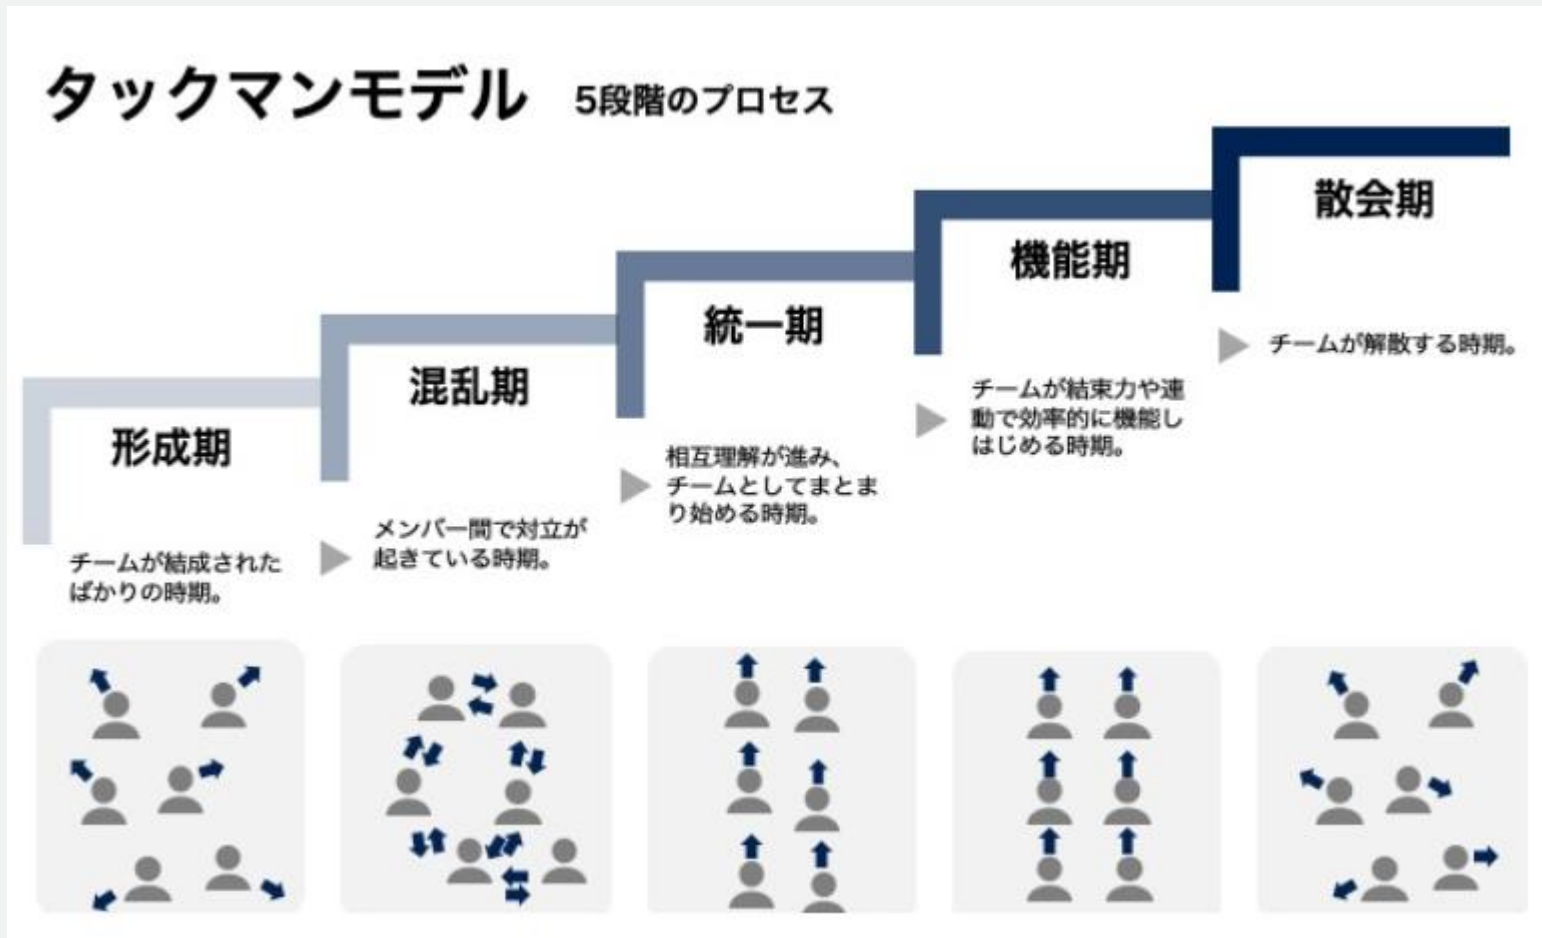 タックマンモデル 5段階のプロセス
形成期
チームが結成された
ばかりの時期。
混乱期
メンバー間で対立が
起きている時期。
統一期
相互理解が進み、
チームとしてまとま
り始める時期。
機能期
チームが結束力や連
動で効率的に機能し
はじめる時期。
散会期
チームが解散する時期。